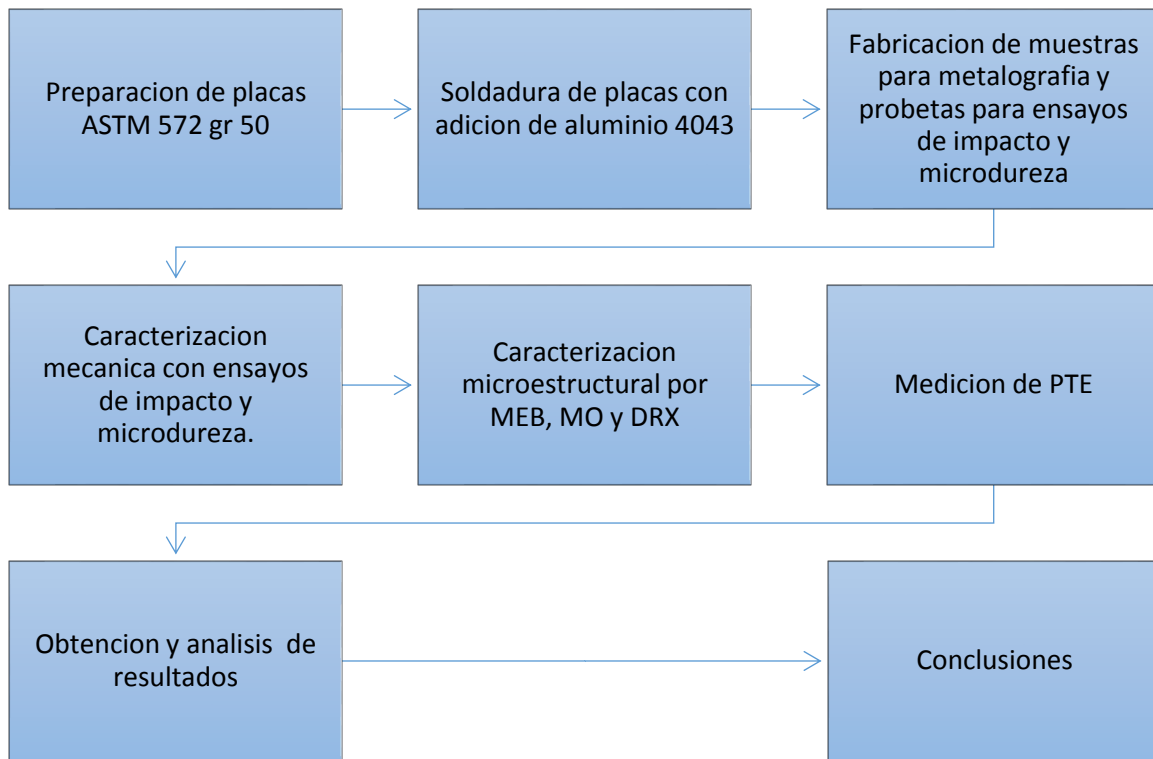 Preparacion de placas
ASTM 572 gr 50
Soldadura de placas con
adicion de aluminio 4043
Fabricacion de muestras
para metalografia y
probetas para ensayos
de impacto y
microdureza
Caracterizacion
mecanica con ensayos
de impacto y
microdureza.
Caracterizacion
microestructural por
MEB, MO y DRX
Medicion de PTE
Obtencion y analisis de
resultados
Conclusiones